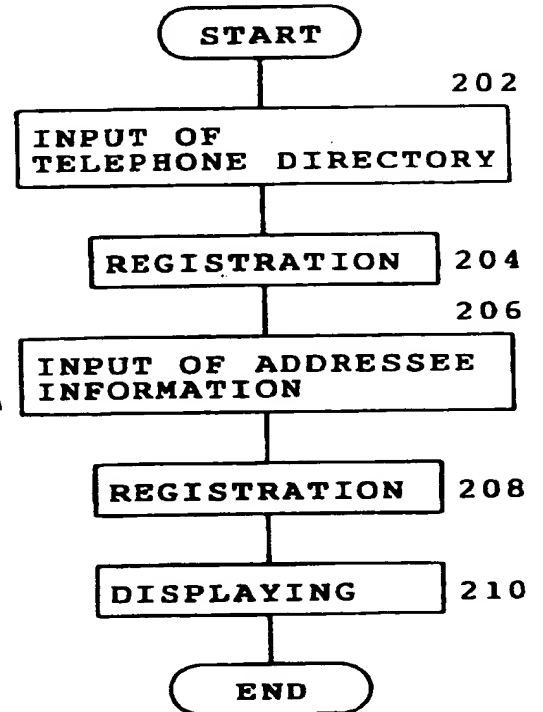 START
202
INPUT OF
TELEPHONE DIRECTORY
REGISTRATION 204
206
INPUT OF ADDRESSEE
INFORMATION
REGISTRATION 208
DISPLAYING 210
END